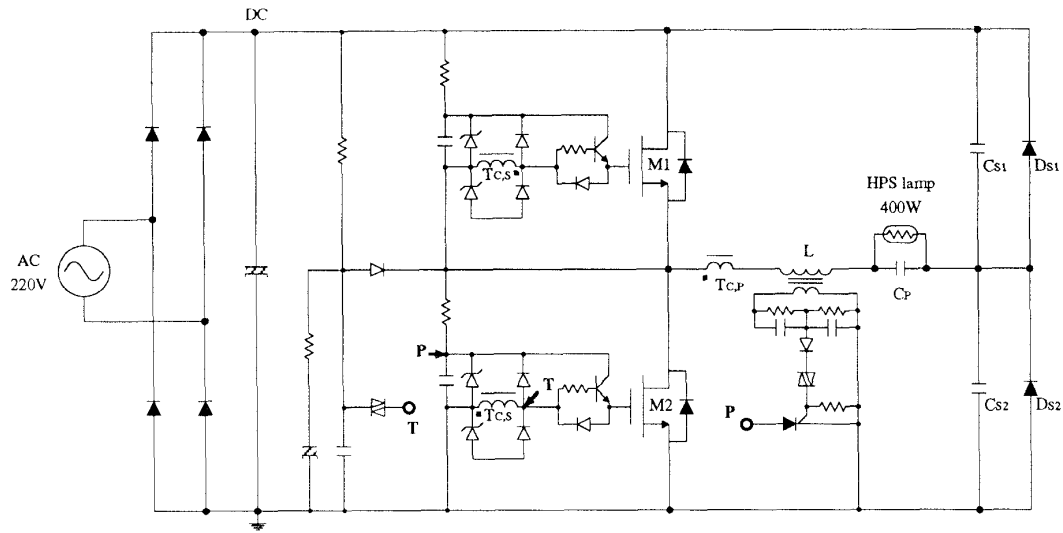 DC
AC
220V
M1
TC,S
HPS lamp
400W
CS1
DS1
L
TC,P
CP
P
T
TC,S
T
M2
P
CS2
DS2